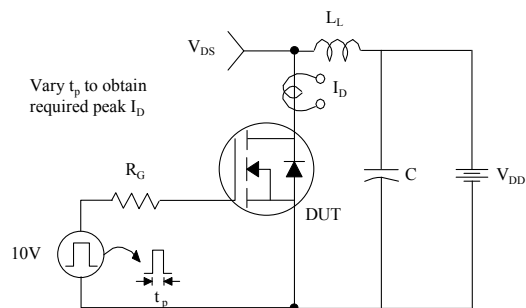 L_L
V_DS
I_D
Vary t_p to obtain
required peak I_D
R_G
DUT
C
V_DD
10V
t_p